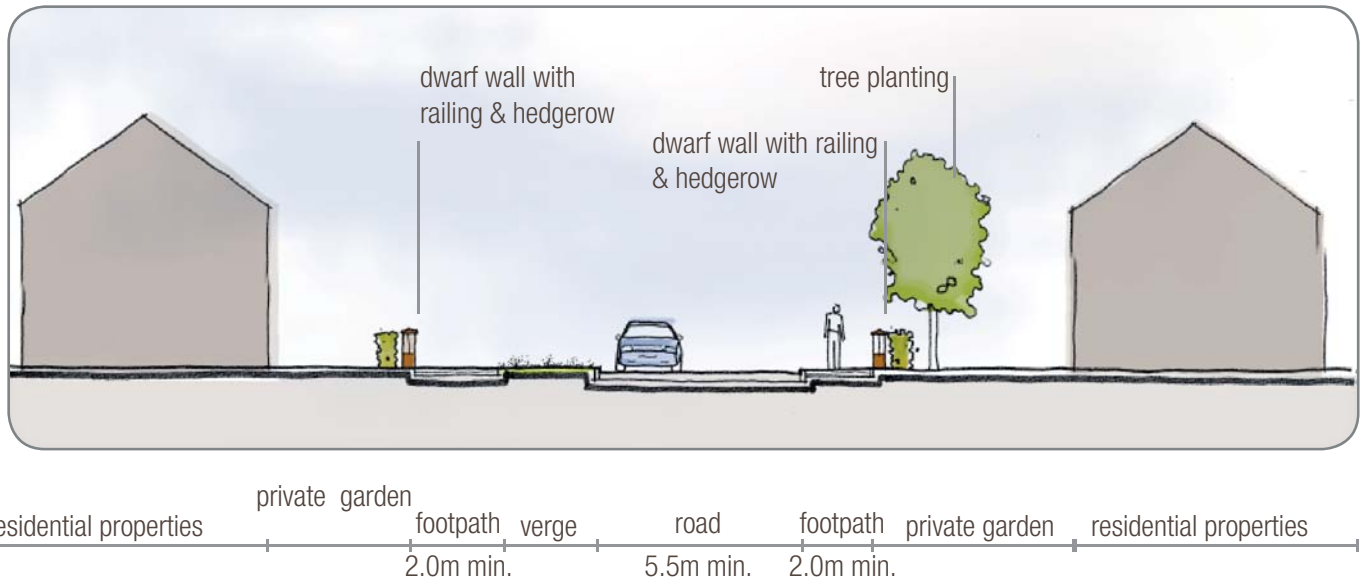 dwarf wall with
railing & hedgerow
tree planting
dwarf wall with railing
& hedgerow
private garden
esidential properties
footpath
verge
road
footpath
private garden
residential properties
2.0m min.
5.5m min.
2.0m min.